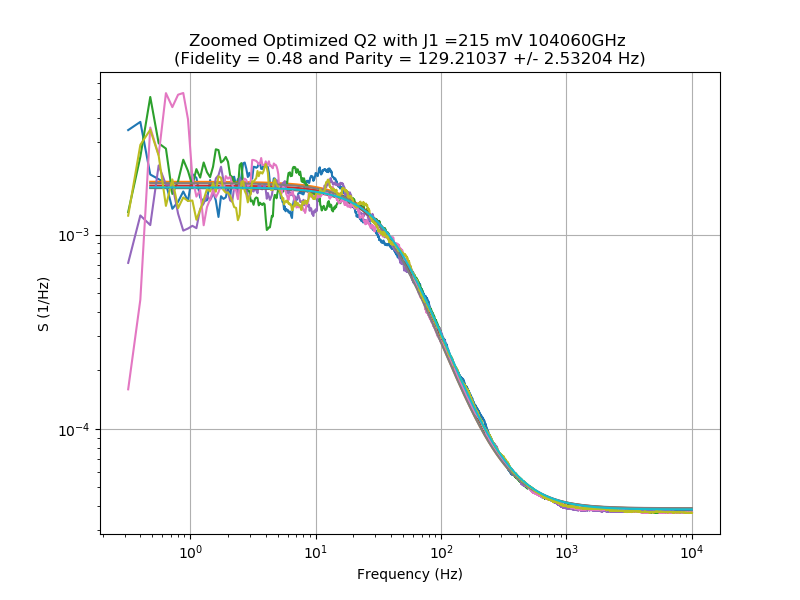 Zoomed Optimized Q2 with J1 =215 mV 104060GHz
(Fidelity = 0.48 and Parity = 129.21037 +/- 2.53204 Hz)
S (1/Hz)
10⁻³
10⁻⁴
10⁰ 10¹ 10² 10³ 10⁴
Frequency (Hz)